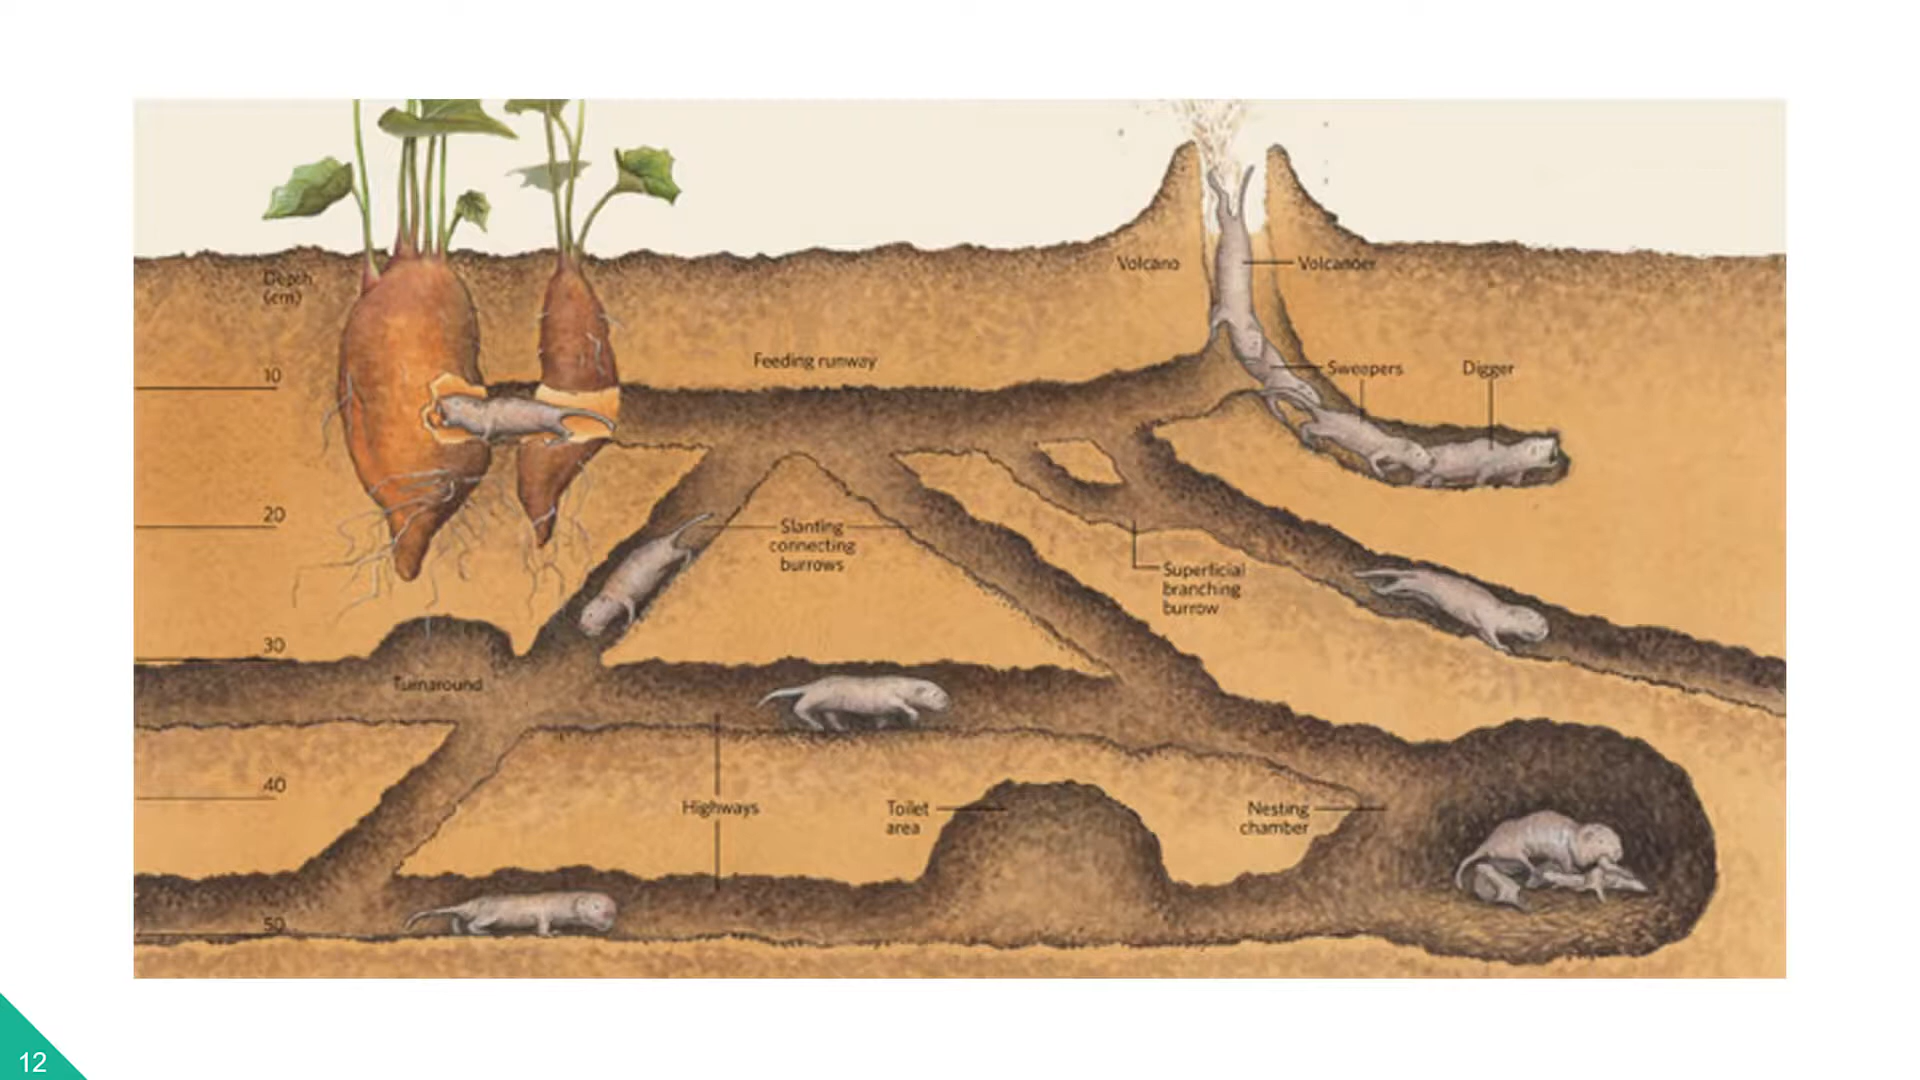 Depth
(cm)
Volcano
Volcanoer
10
Feeding runway
Sweepers
Digger
20
Slanting
connecting
burrows
Superficial
branching
burrow
30
Turnaround
40
Highways
Toilet
area
Nesting
chamber
50
12